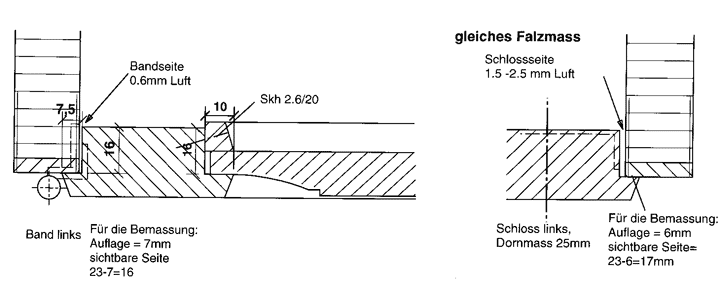 gleiches Falzmass
Bandseite
0.6mm Luft
Schlossseite
1.5 -2.5 mm Luft
7,5
10
Skh 2.6/20
16
16
Band links
Für die Bemassung:
Auflage = 7mm
sichtbare Seite
23-7=16
Schloss links,
Dornmass 25mm
Für die Bemassung:
Auflage = 6mm
sichtbare Seite=
23-6=17mm